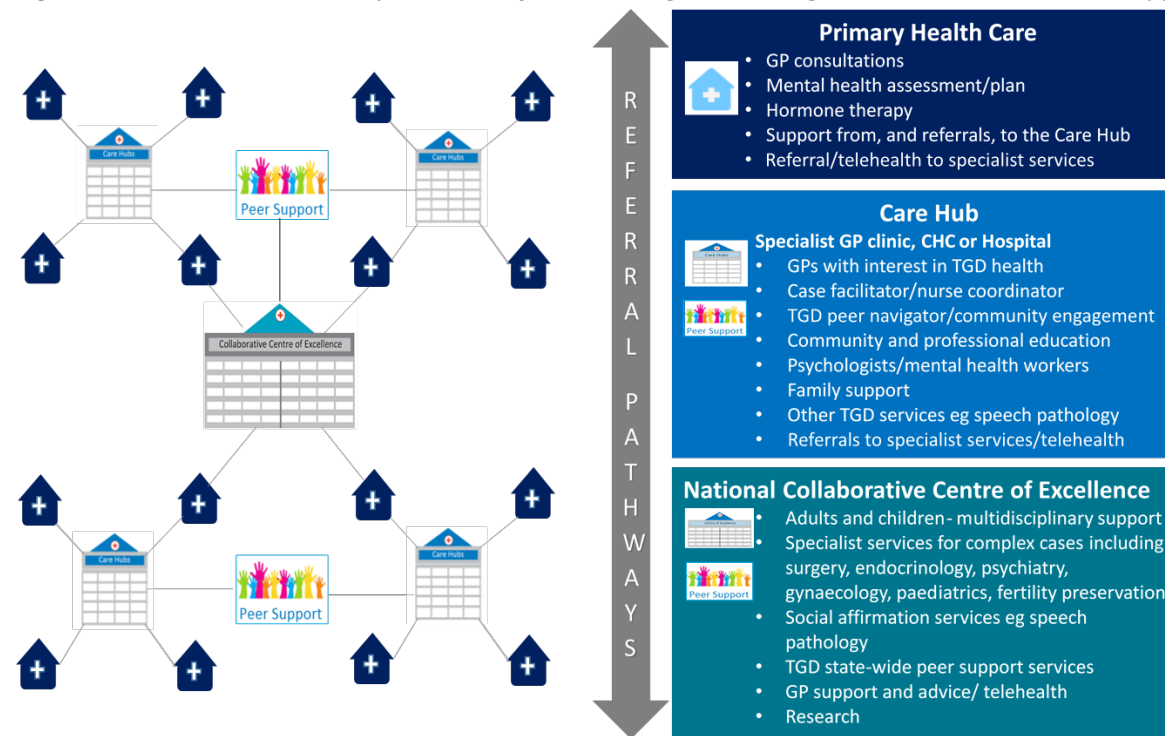 Care Hubs
Peer Support
Care Hubs
Collaborative Centre of Excellence
Care Hubs
Peer Support
Care Hubs
REFERRAL PATHWAYS
Primary Health Care
• GP consultations
• Mental health assessment/plan
• Hormone therapy
• Support from, and referrals, to the Care Hub
• Referral/telehealth to specialist services
Care Hub
Specialist GP clinic, CHC or Hospital
Care Hubs
Peer Support
• GPs with interest in TGD health
• Case facilitator/nurse coordinator
• TGD peer navigator/community engagement
• Community and professional education
• Psychologists/mental health workers
• Family support
• Other TGD services eg speech pathology
• Referrals to specialist services/telehealth
National Collaborative Centre of Excellence
Centre of Excellence
Peer Support
• Adults and children- multidisciplinary support
• Specialist services for complex cases including
surgery, endocrinology, psychiatry,
gynaecology, paediatrics, fertility preservation
• Social affirmation services eg speech
pathology
• TGD state-wide peer support services
• GP support and advice/ telehealth
• Research